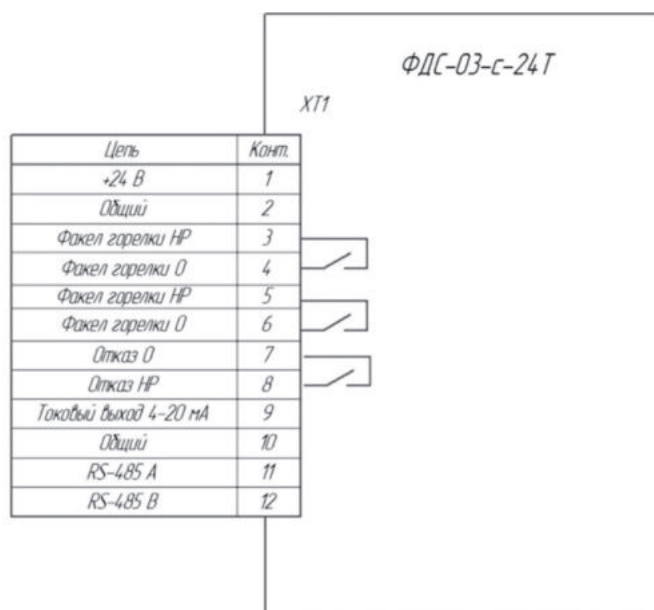 ФДС-03-с-24Т
XT1
Цепь Конт.
+24 В 1
Общий 2
Факел горелки НР 3
Факел горелки О 4
Факел горелки НР 5
Факел горелки О 6
Отказ О 7
Отказ НР 8
Токовый выход 4-20 мА 9
Общий 10
RS-485 A 11
RS-485 B 12